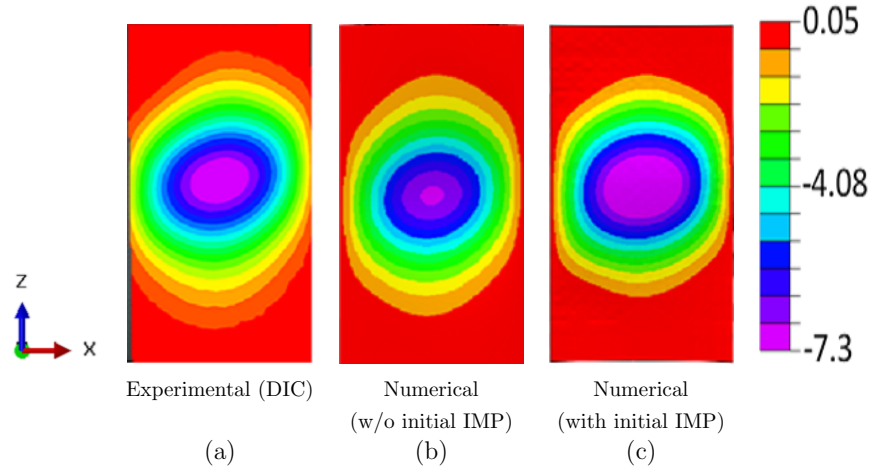 0.05
-4.08
-7.3
Z
X
Experimental (DIC)
(a)
Numerical
(w/o initial IMP)
(b)
Numerical
(with initial IMP)
(c)